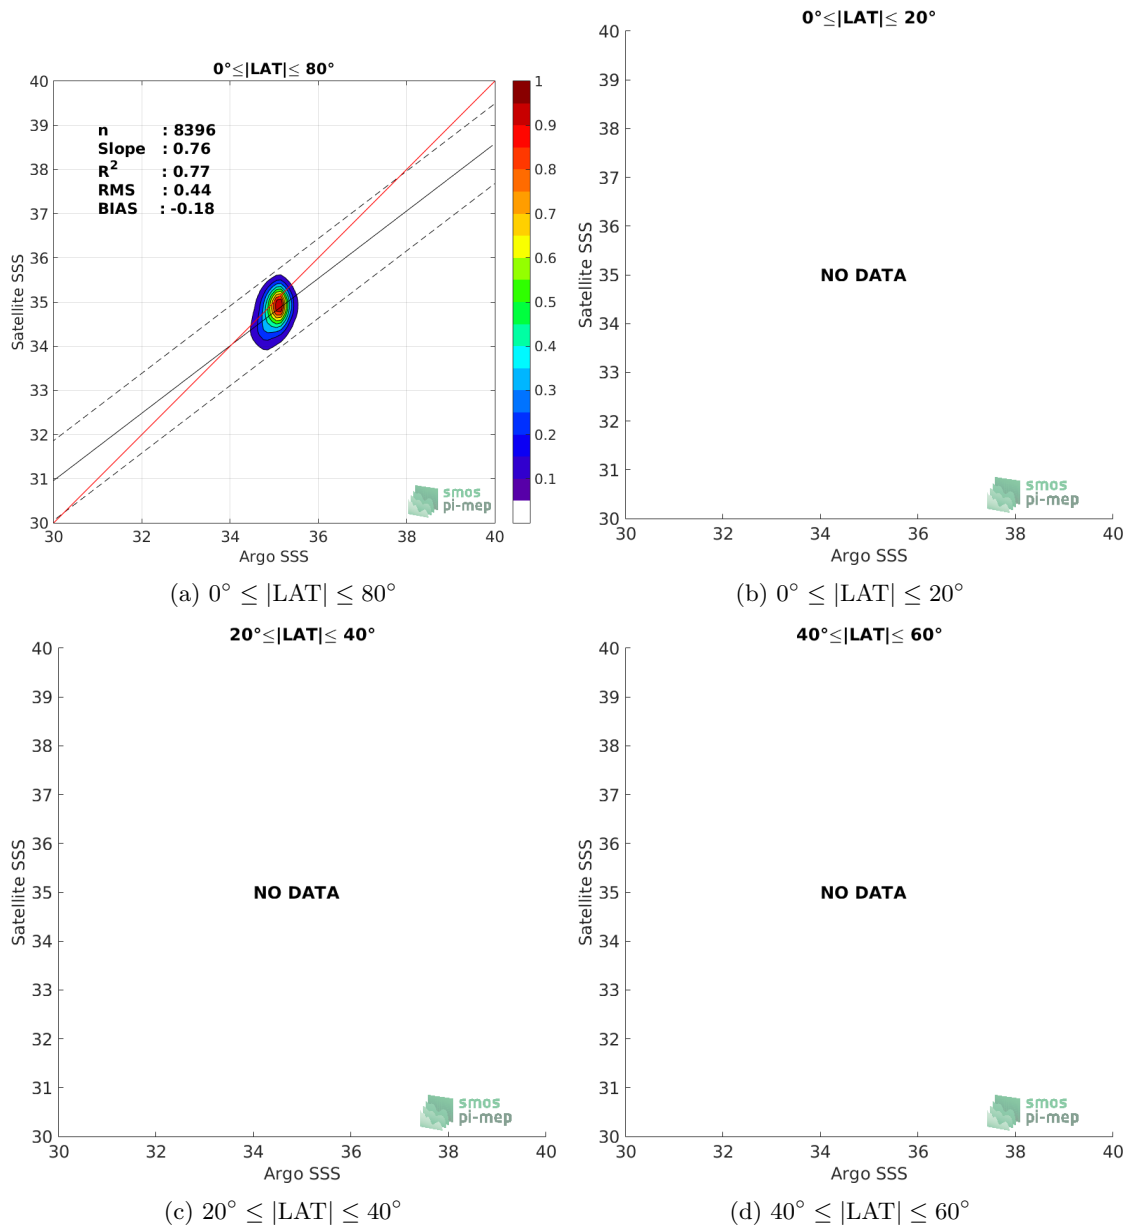 0°≤|LAT|≤ 80°
40
39
38
37
36
35
34
33
32
31
30
30
32
34
36
38
40
Satellite SSS
Argo SSS
n : 8396
Slope : 0.76
R² : 0.77
RMS : 0.44
BIAS : -0.18
1
0.9
0.8
0.7
0.6
0.5
0.4
0.3
0.2
0.1
smos
pi-mep
(a) 0° ≤ |LAT| ≤ 80°
0°≤|LAT|≤ 20°
40
39
38
37
36
35
34
33
32
31
30
30
32
34
36
38
40
Satellite SSS
Argo SSS
NO DATA
smos
pi-mep
(b) 0° ≤ |LAT| ≤ 20°
20°≤|LAT|≤ 40°
40
39
38
37
36
35
34
33
32
31
30
30
32
34
36
38
40
Satellite SSS
Argo SSS
NO DATA
smos
pi-mep
(c) 20° ≤ |LAT| ≤ 40°
40°≤|LAT|≤ 60°
40
39
38
37
36
35
34
33
32
31
30
30
32
34
36
38
40
Satellite SSS
Argo SSS
NO DATA
smos
pi-mep
(d) 40° ≤ |LAT| ≤ 60°